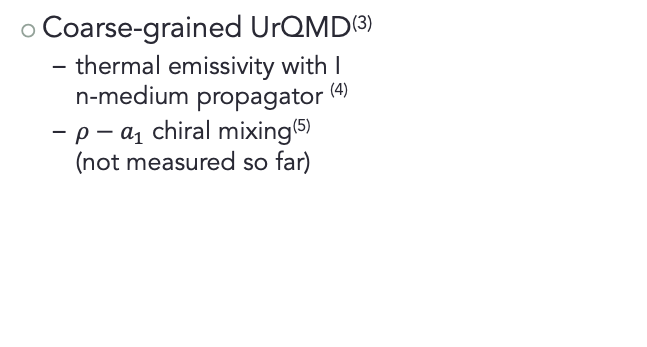 ○ Coarse-grained UrQMD⁽³⁾
– thermal emissivity with I
n-medium propagator ⁽⁴⁾
– ρ − a₁ chiral mixing⁽⁵⁾
(not measured so far)